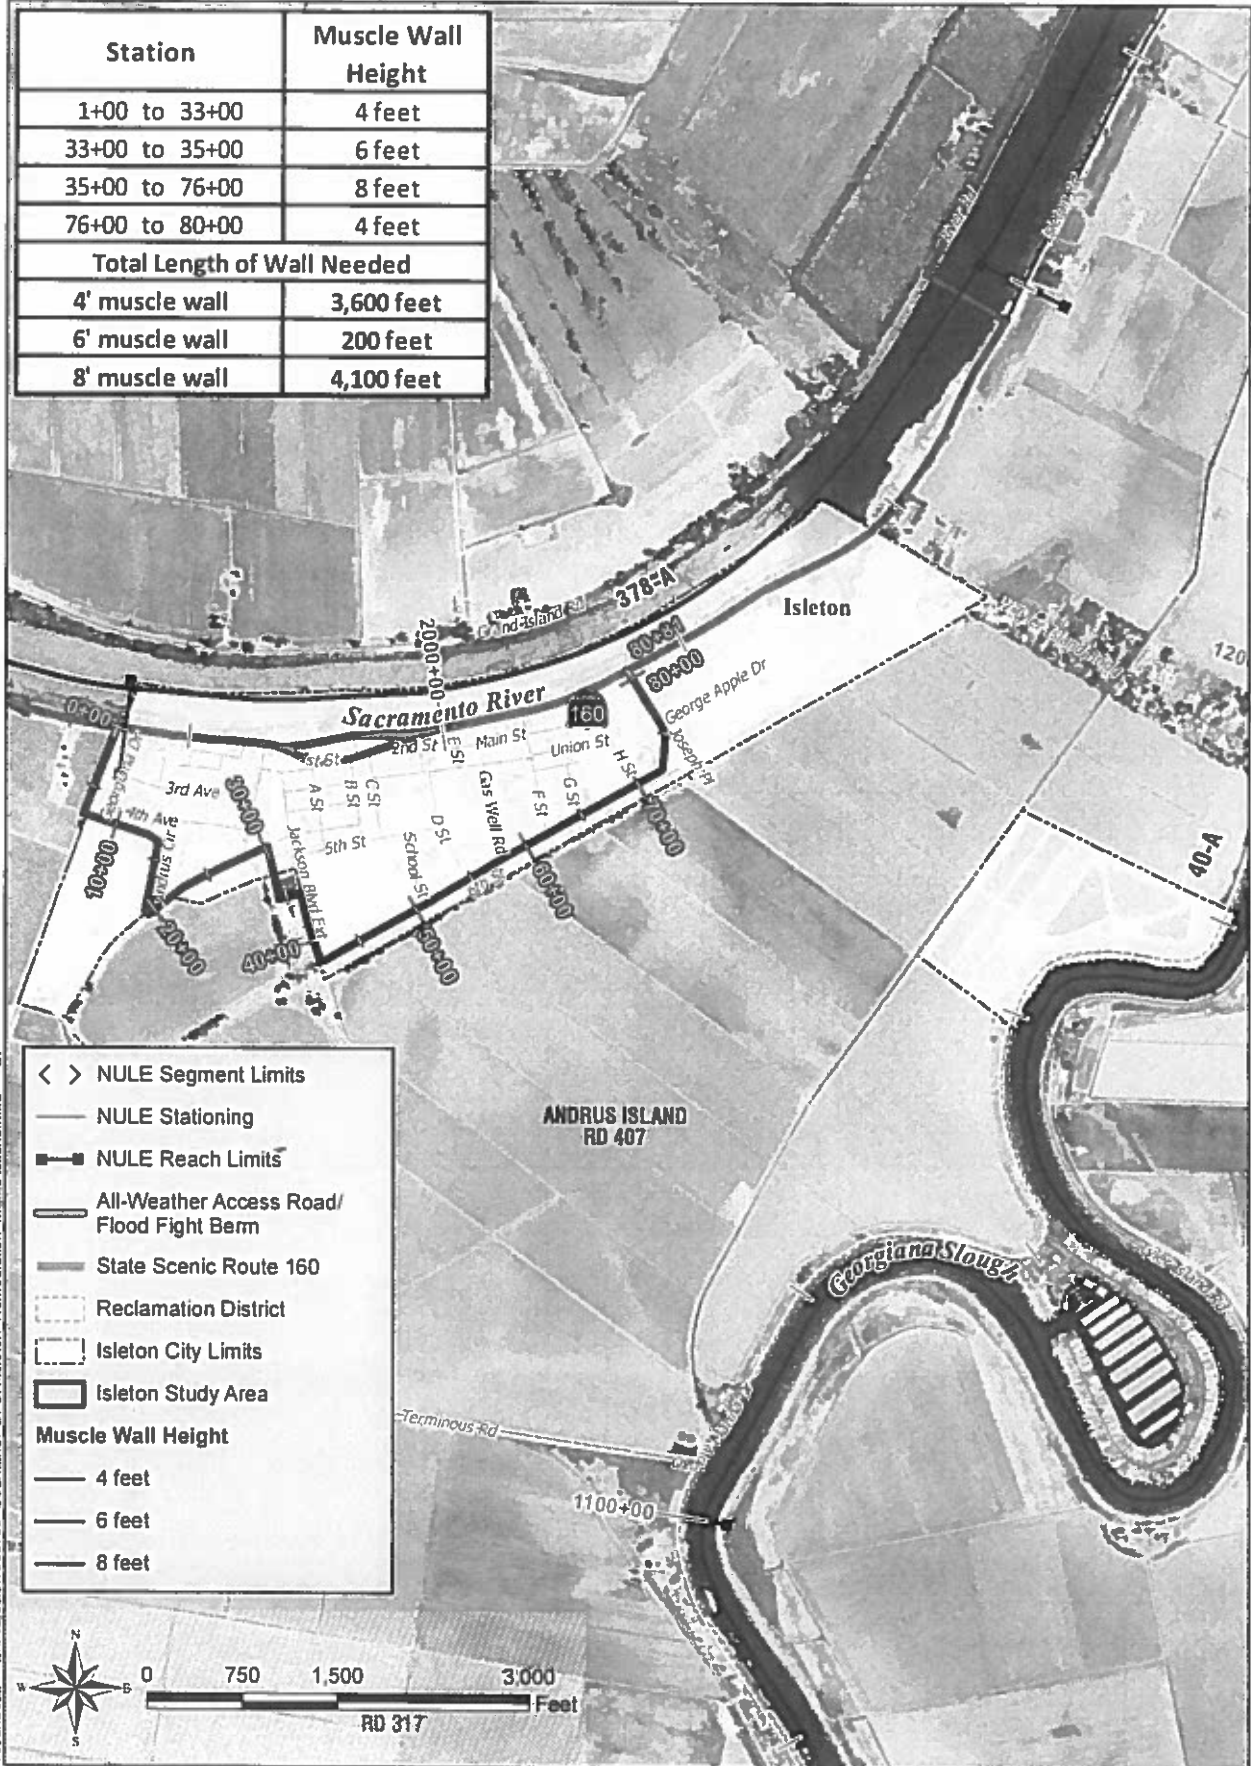 Station
Muscle Wall Height
1+00 to 33+00
4 feet
33+00 to 35+00
6 feet
35+00 to 76+00
8 feet
76+00 to 80+00
4 feet
Total Length of Wall Needed
4' muscle wall
3,600 feet
6' muscle wall
200 feet
8' muscle wall
4,100 feet
378-A
Isleton
2000+00
80+81
80+00
Sacramento River
160
George Apple Dr
Joseph Pl
0+00
1st St
2nd St
E St
Main St
Union St
H St
3rd Ave
30+00
A St
B St
C St
Gas Well Rd
F St
G St
4th Ave
D St
70+00
5th St
School St
Jackson Blvd Ext
10+00
Andrus Cir
60+00
20+00
40+00
50+00
120
40-A
< > NULE Segment Limits
NULE Stationing
NULE Reach Limits
All-Weather Access Road/
Flood Fight Berm
State Scenic Route 160
Reclamation District
Isleton City Limits
Isleton Study Area
Muscle Wall Height
4 feet
6 feet
8 feet
ANDRUS ISLAND
RD 407
Georgiana Slough
Terminous Rd
1100+00
N
W
E
S
0
750
1,500
3,000
Feet
RD 317